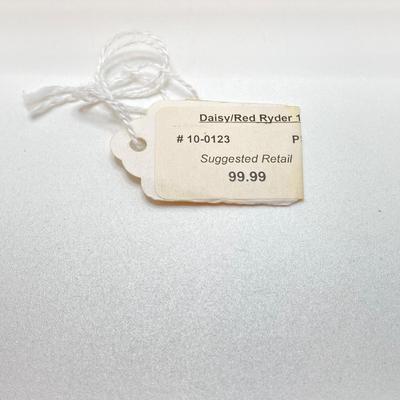 Daisy/Red Ryder 1
# 10-0123 P
Suggested Retail
99.99